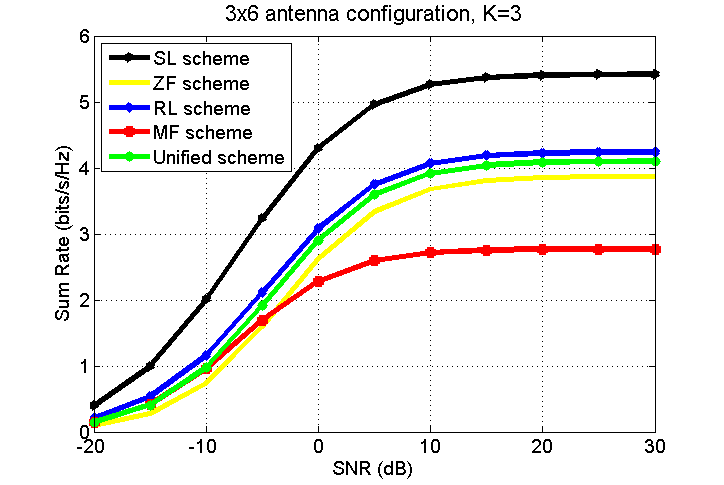 3x6 antenna configuration, K=3
6
5
4
3
2
1
0
Sum Rate (bits/s/Hz)
SL scheme
ZF scheme
RL scheme
MF scheme
Unified scheme
-20
-10
0
10
20
30
SNR (dB)